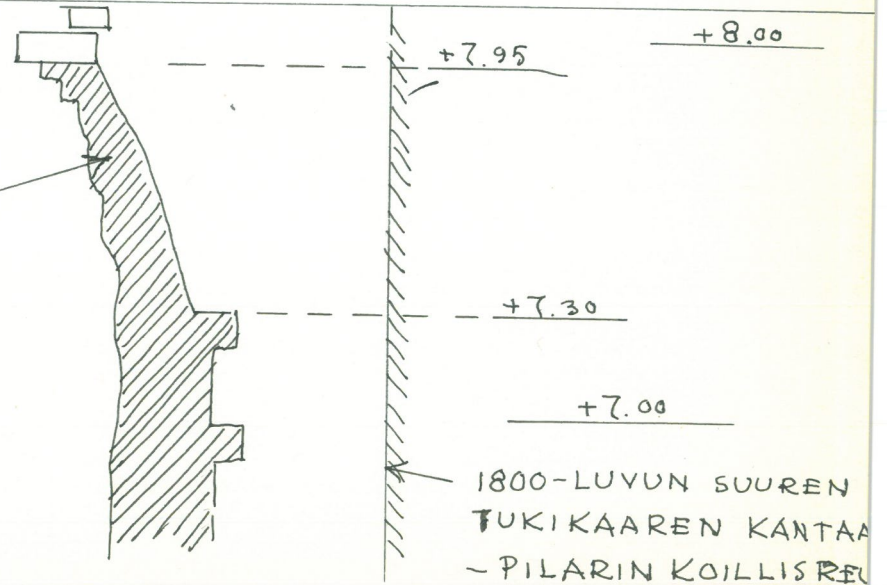 +8.00
+7.95
+7.30
+7.00
1800-LUVUN SUUREN
TUKIKAAREN KANTAA
- PILARIN KOILLISREU